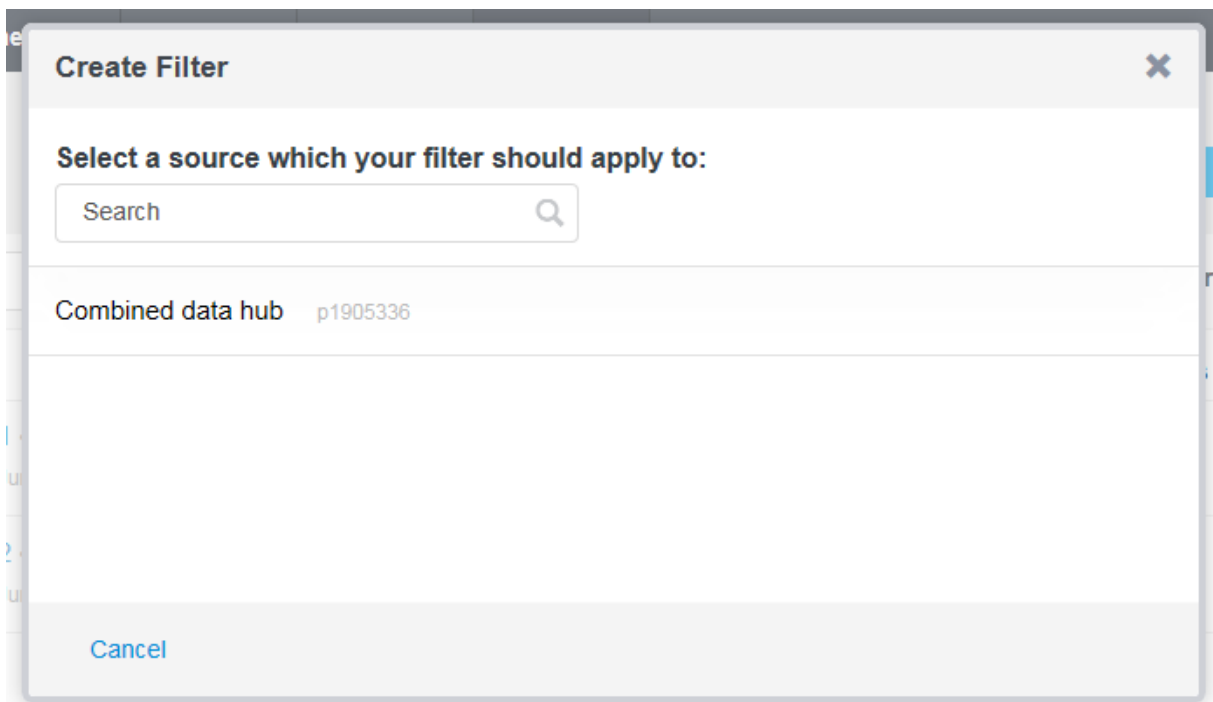 Create Filter
Select a source which your filter should apply to:
Search
Combined data hub p1905336
Cancel